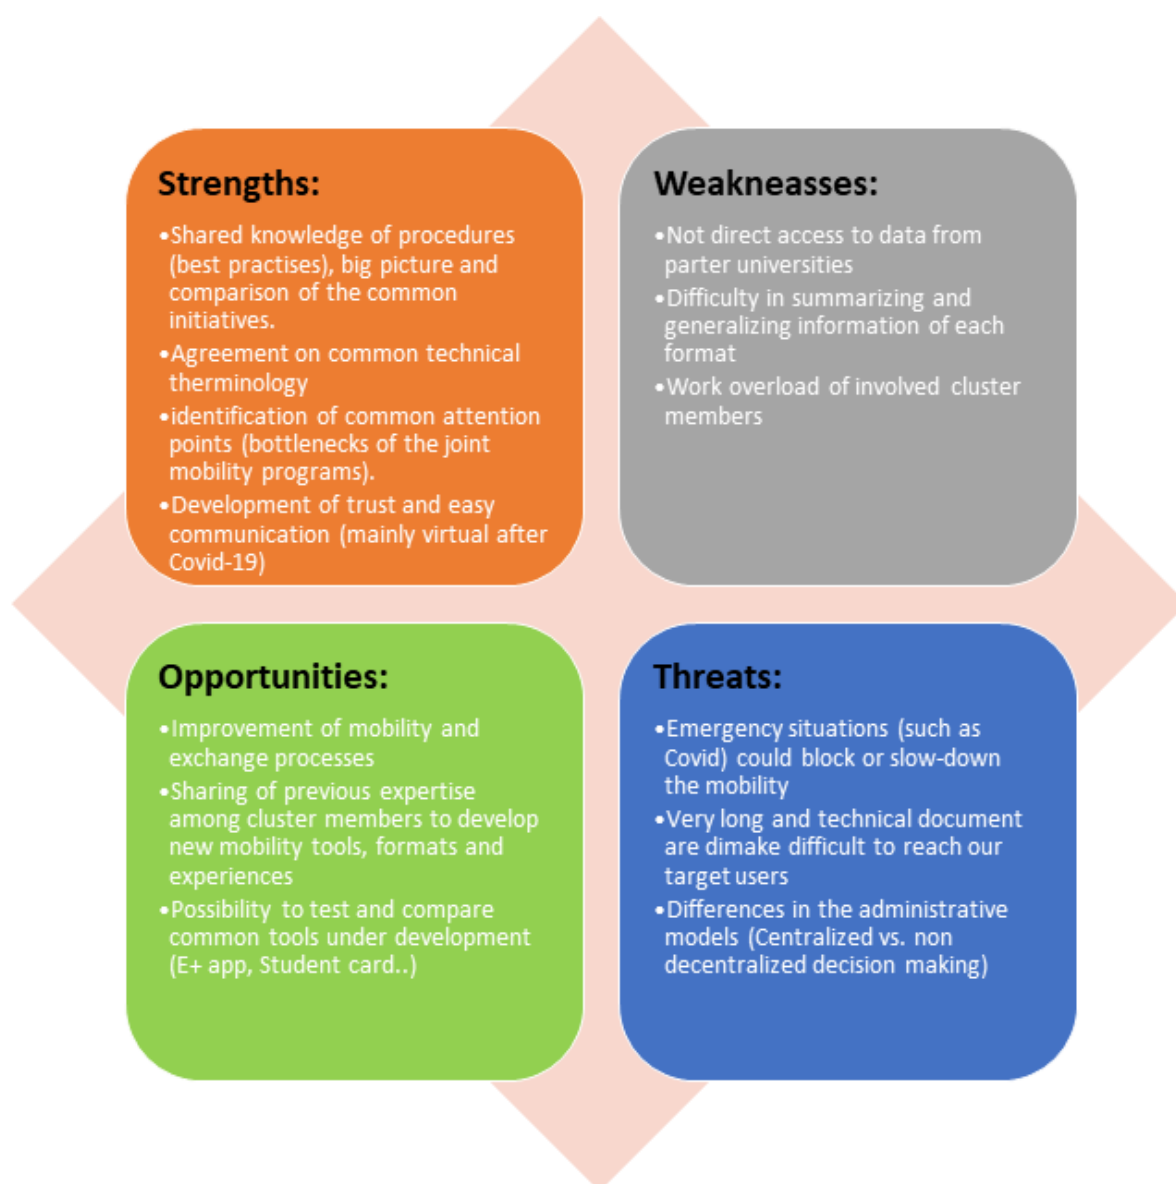 Strengths:
•Shared knowledge of procedures
(best practises), big picture and
comparison of the common
initiatives.
•Agreement on common technical
therminology
•identification of common attention
points (bottlenecks of the joint
mobility programs).
•Development of trust and easy
communication (mainly virtual after
Covid-19)
Weakneasses:
•Not direct access to data from
parter universities
•Difficulty in summarizing and
generalizing information of each
format
•Work overload of involved cluster
members
Opportunities:
•Improvement of mobility and
exchange processes
•Sharing of previous expertise
among cluster members to develop
new mobility tools, formats and
experiences
•Possibility to test and compare
common tools under development
(E+ app, Student card..)
Threats:
•Emergency situations (such as
Covid) could block or slow-down
the mobility
•Very long and technical document
are dimake difficult to reach our
target users
•Differences in the administrative
models (Centralized vs. non
decentralized decision making)